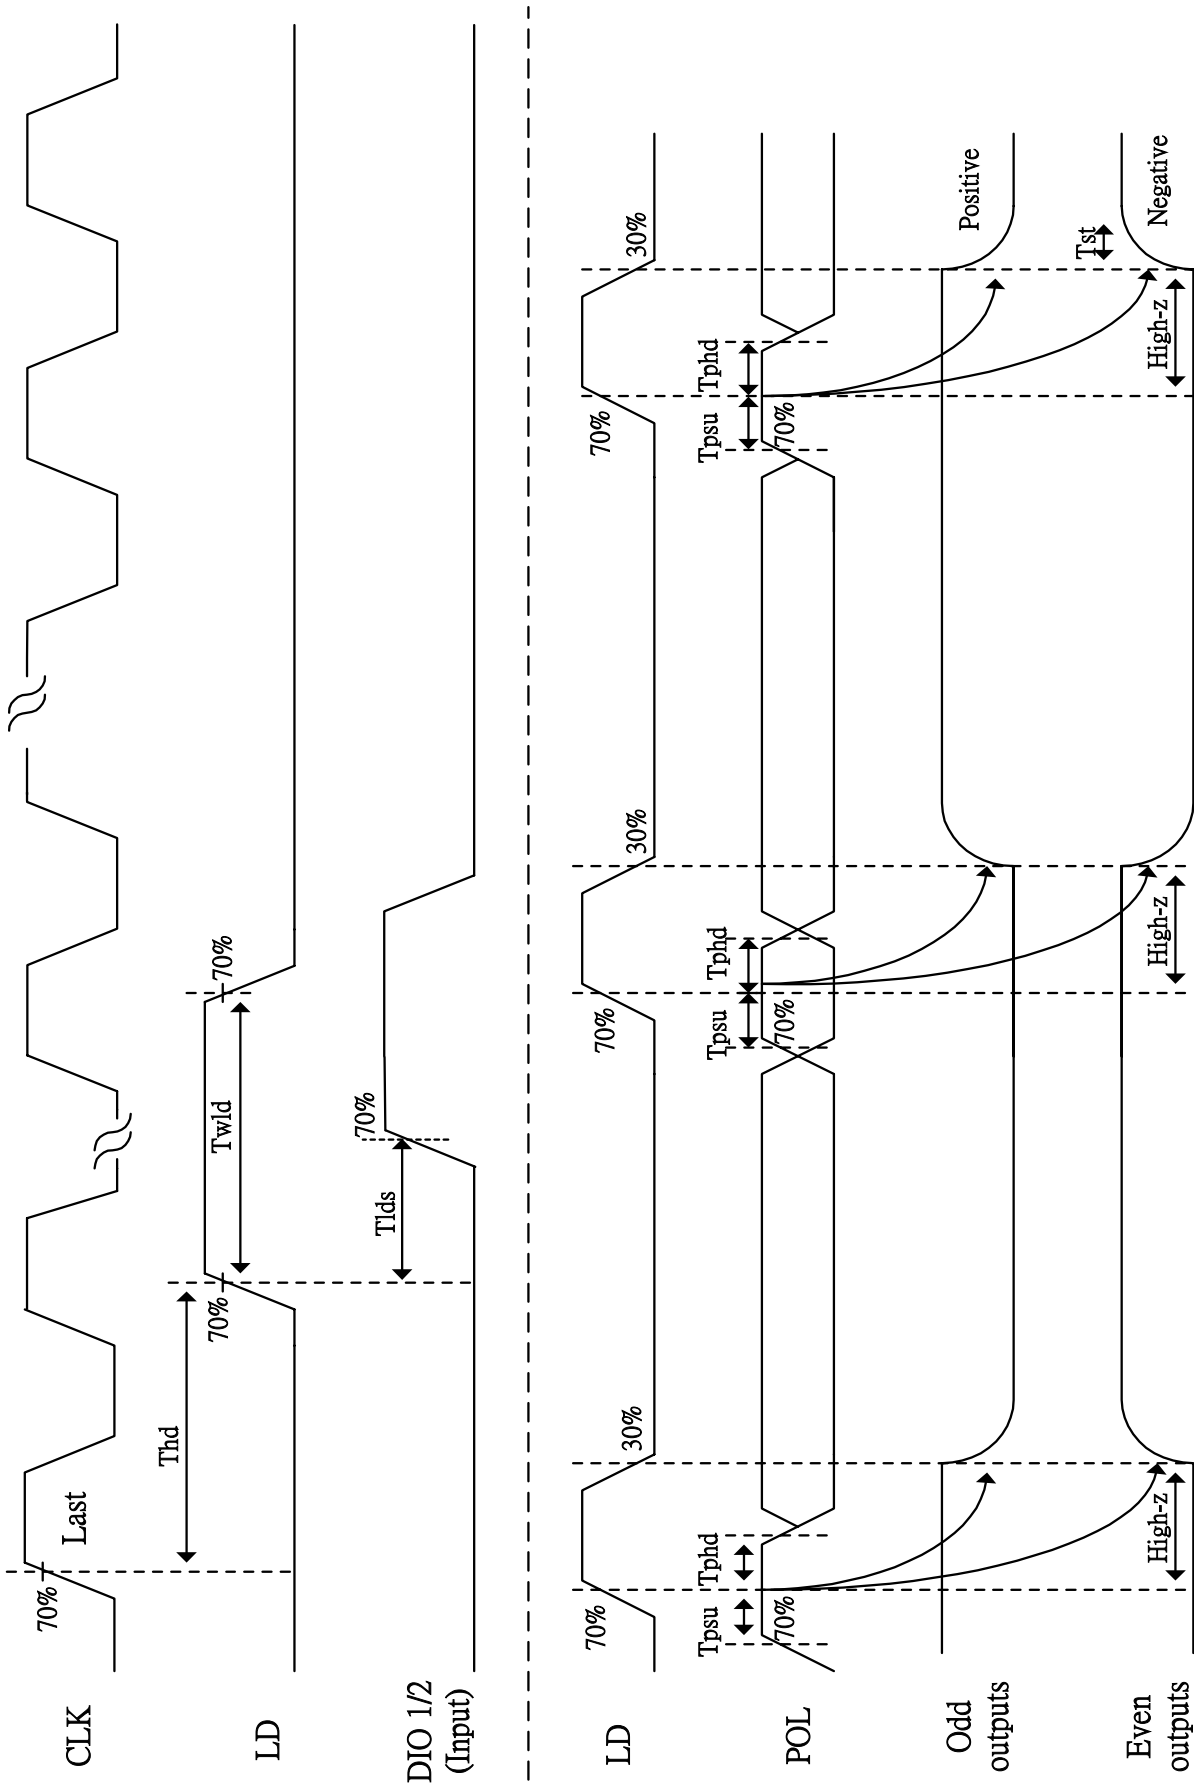 CLK
70%
Last
Thd
LD
70%
Twld
70%
DIO 1/2
(Input)
70%
Tlds
LD
70%
30%
70%
30%
70%
30%
POL
Tpsu
Tphd
Tpsu
Tphd
Tpsu
Tphd
70%
70%
70%
Odd
outputs
Positive
Tst
Even
outputs
High-z
High-z
High-z
Negative